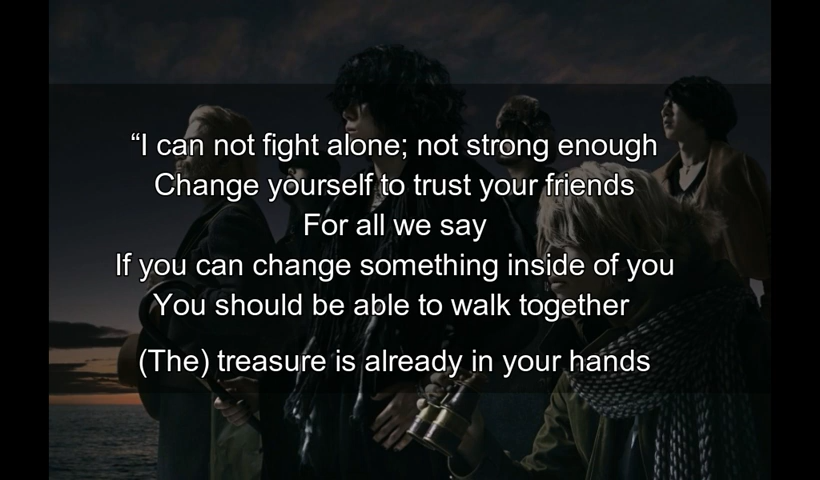 “I can not fight alone; not strong enough
Change yourself to trust your friends
For all we say
If you can change something inside of you
You should be able to walk together
(The) treasure is already in your hands